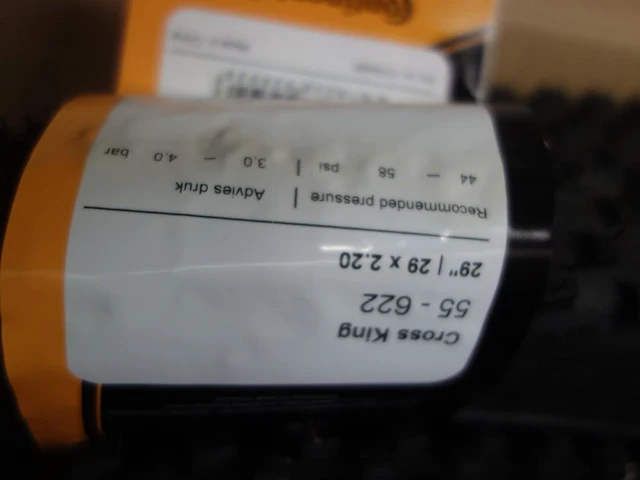 Cross King
55 - 622
29" | 29 x 2.20
Recommended pressure | Advies druk
44 – 58 psi | 3.0 – 4.0 bar
Continental